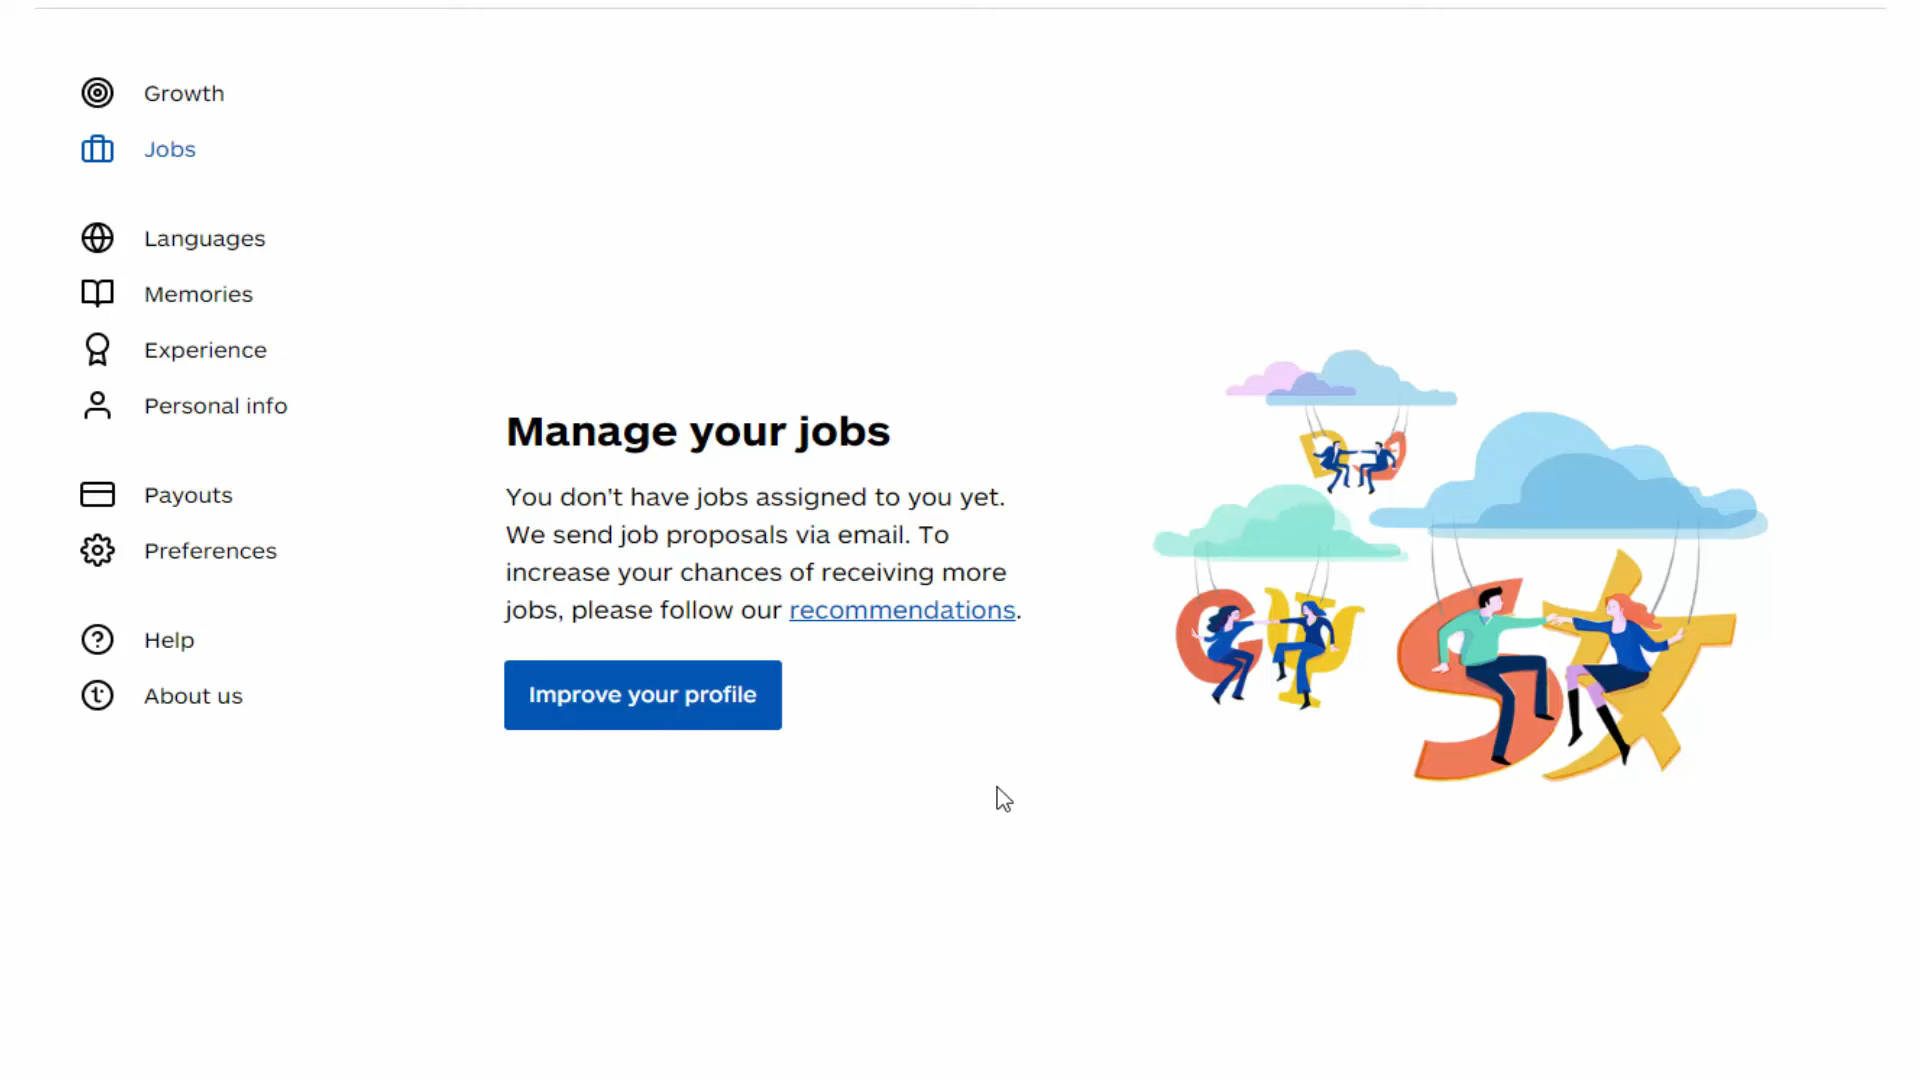 Growth
Jobs
Languages
Memories
Experience
Personal info
Payouts
Preferences
Help
About us
Manage your jobs
You don't have jobs assigned to you yet.
We send job proposals via email. To
increase your chances of receiving more
jobs, please follow our recommendations.
Improve your profile